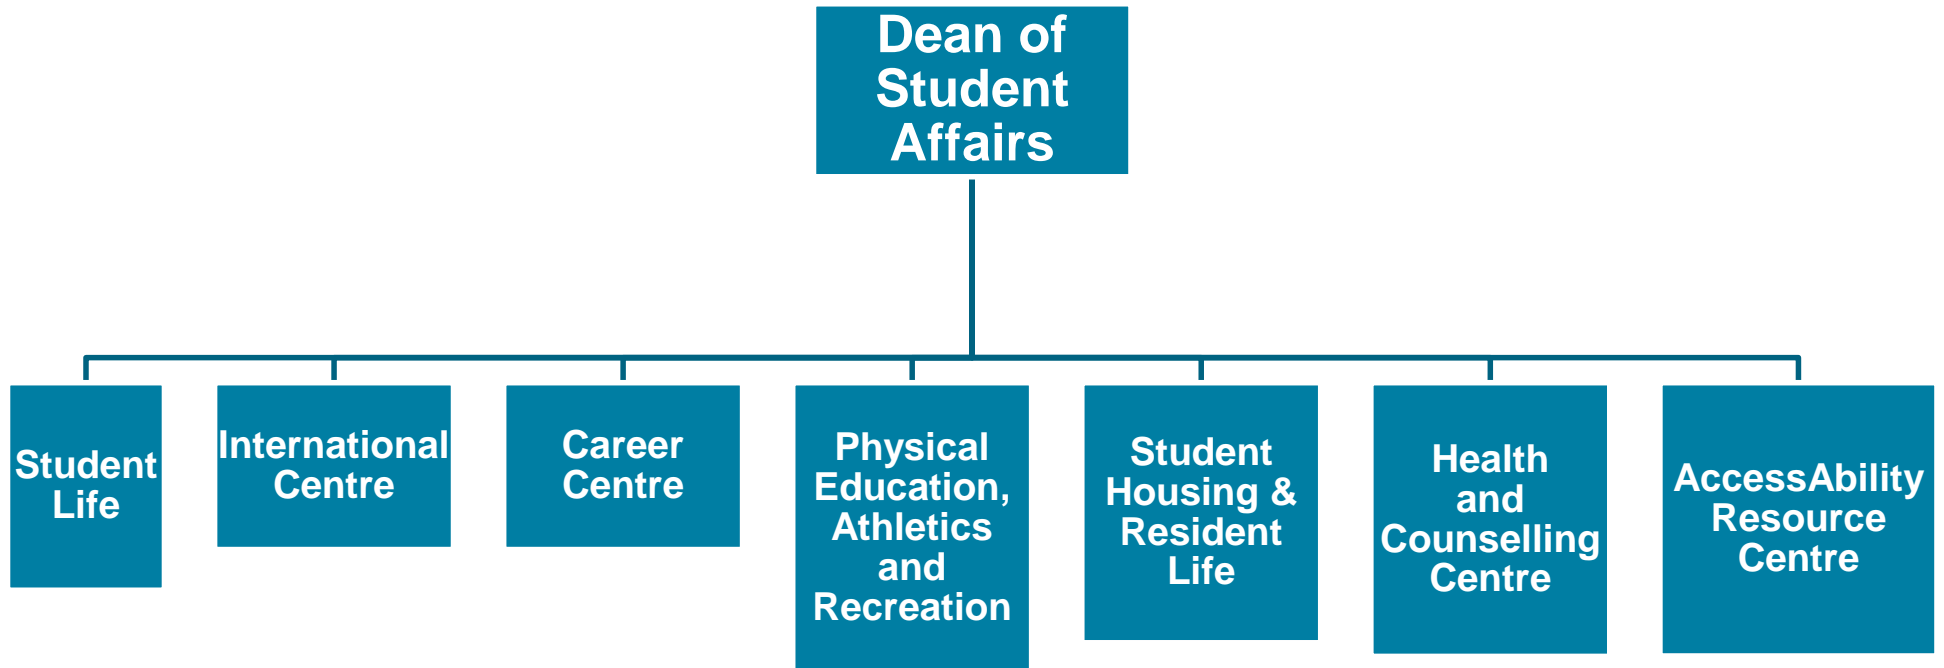 Dean of
Student
Affairs
Student
Life
International
Centre
Career
Centre
Physical
Education,
Athletics
and
Recreation
Student
Housing &
Resident
Life
Health
and
Counselling
Centre
AccessAbility
Resource
Centre